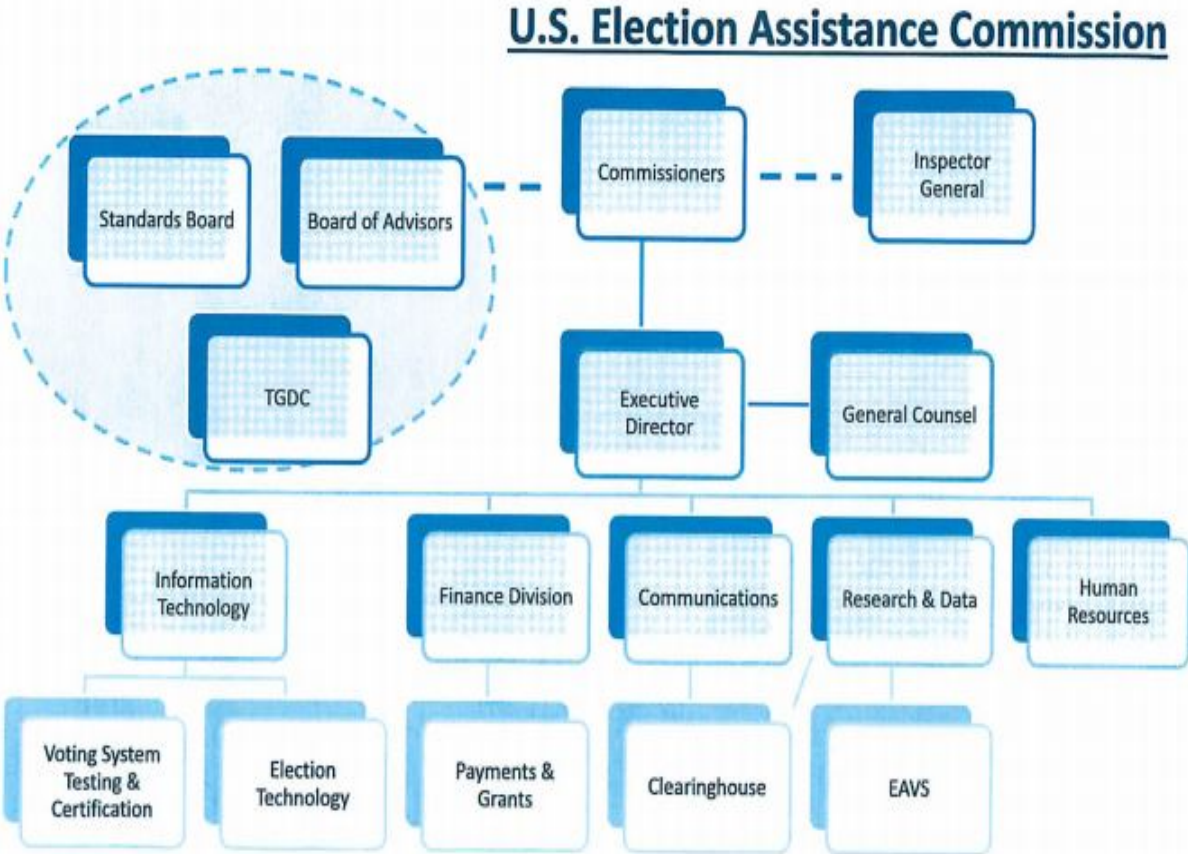 U.S. Election Assistance Commission
Commissioners
Inspector
General
Standards Board
Board of Advisors
TGDC
Executive
Director
General Counsel
Information
Technology
Finance Division
Communications
Research & Data
Human
Resources
Voting System
Testing &
Certification
Election
Technology
Payments &
Grants
Clearinghouse
EAVS